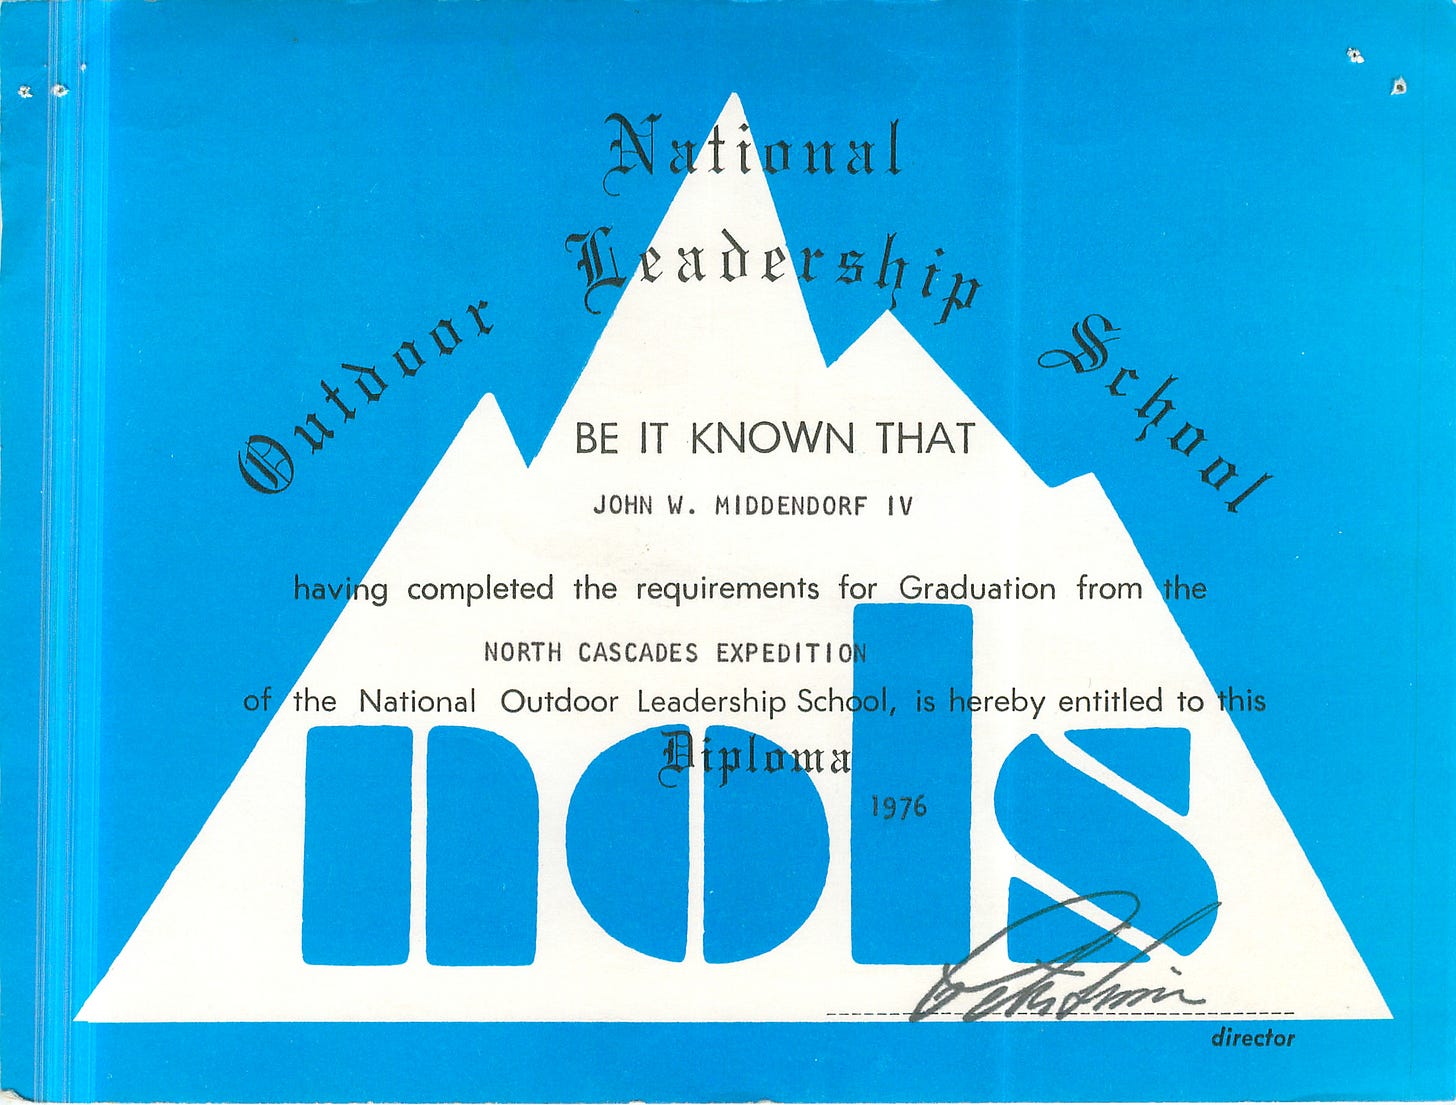 National
Outdoor Leadership School
BE IT KNOWN THAT
JOHN W. MIDDENDORF IV
having completed the requirements for Graduation from the
NORTH CASCADES EXPEDITION
of the National Outdoor Leadership School, is hereby entitled to this
Diploma
1976
nols
director